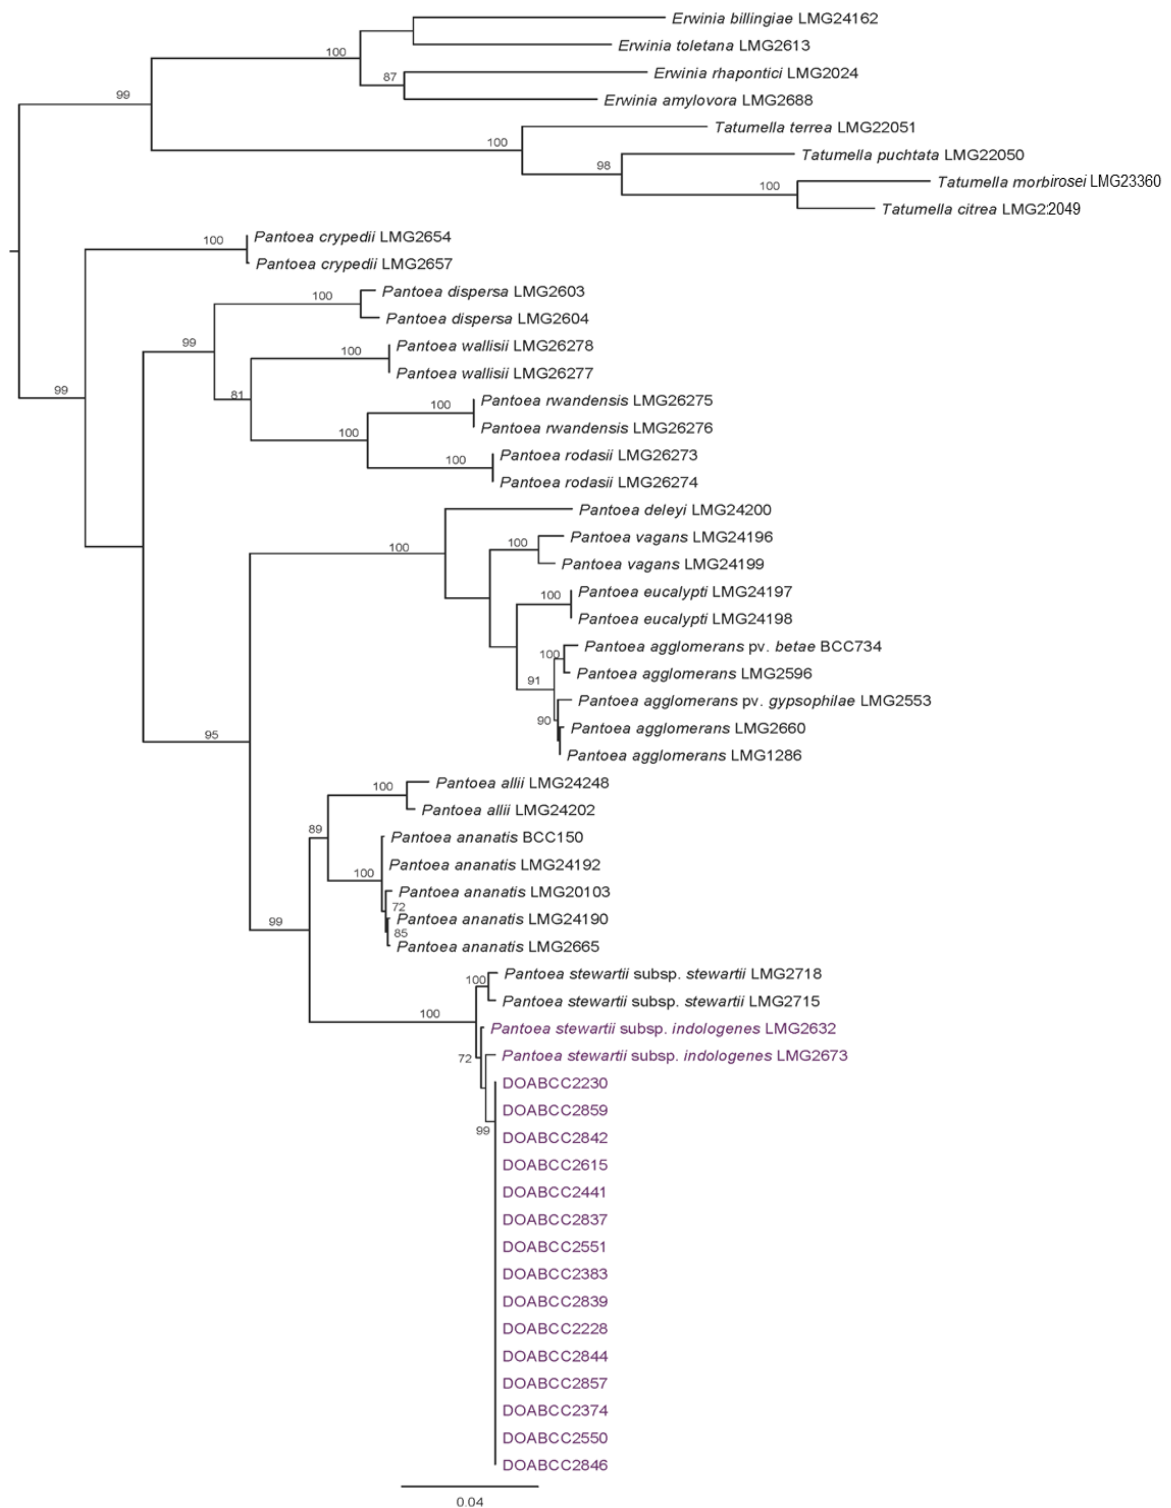 Erwinia billingiae LMG24162
Erwinia toletana LMG2613
100
Erwinia rhapontici LMG2024
87
Erwinia amylovora LMG2688
99
Tatumella terrea LMG22051
100
Tatumella puchtata LMG22050
98
Tatumella morbirosei LMG23360
100
Tatumella citrea LMG22049
100
Pantoea crypedii LMG2654
Pantoea crypedii LMG2657
Pantoea dispersa LMG2603
100
Pantoea dispersa LMG2604
99
Pantoea wallisii LMG26278
100
Pantoea wallisii LMG26277
99
81
Pantoea rwandensis LMG26275
100
Pantoea rwandensis LMG26276
100
Pantoea rodasii LMG26273
100
Pantoea rodasii LMG26274
Pantoea deleyi LMG24200
Pantoea vagans LMG24196
100
100
Pantoea vagans LMG24199
Pantoea eucalypti LMG24197
100
Pantoea eucalypti LMG24198
Pantoea agglomerans pv. betae BCC734
100
Pantoea agglomerans LMG2596
91
Pantoea agglomerans pv. gypsophilae LMG2553
90
Pantoea agglomerans LMG2660
95
Pantoea agglomerans LMG1286
Pantoea allii LMG24248
100
Pantoea allii LMG24202
89
Pantoea ananatis BCC150
Pantoea ananatis LMG24192
100
Pantoea ananatis LMG20103
72
Pantoea ananatis LMG24190
99
85
Pantoea ananatis LMG2665
Pantoea stewartii subsp. stewartii LMG2718
100
Pantoea stewartii subsp. stewartii LMG2715
100
Pantoea stewartii subsp. indologenes LMG2632
72
Pantoea stewartii subsp. indologenes LMG2673
DOABCC2230
DOABCC2859
99
DOABCC2842
DOABCC2615
DOABCC2441
DOABCC2837
DOABCC2551
DOABCC2383
DOABCC2839
DOABCC2228
DOABCC2844
DOABCC2857
DOABCC2374
DOABCC2550
DOABCC2846
0.04